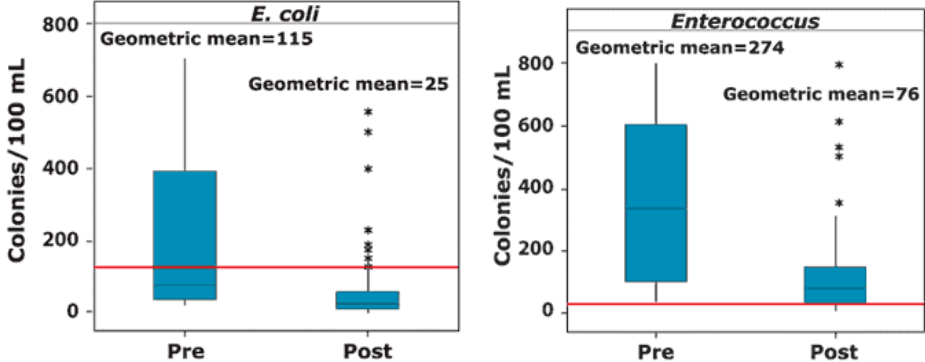 E. coli
800
Geometric mean=115
Geometric mean=25
600
400
200
0
Colonies/100 mL
Pre
Post
Enterococcus
Geometric mean=274
800
Geometric mean=76
600
400
200
0
Colonies/100 mL
Pre
Post